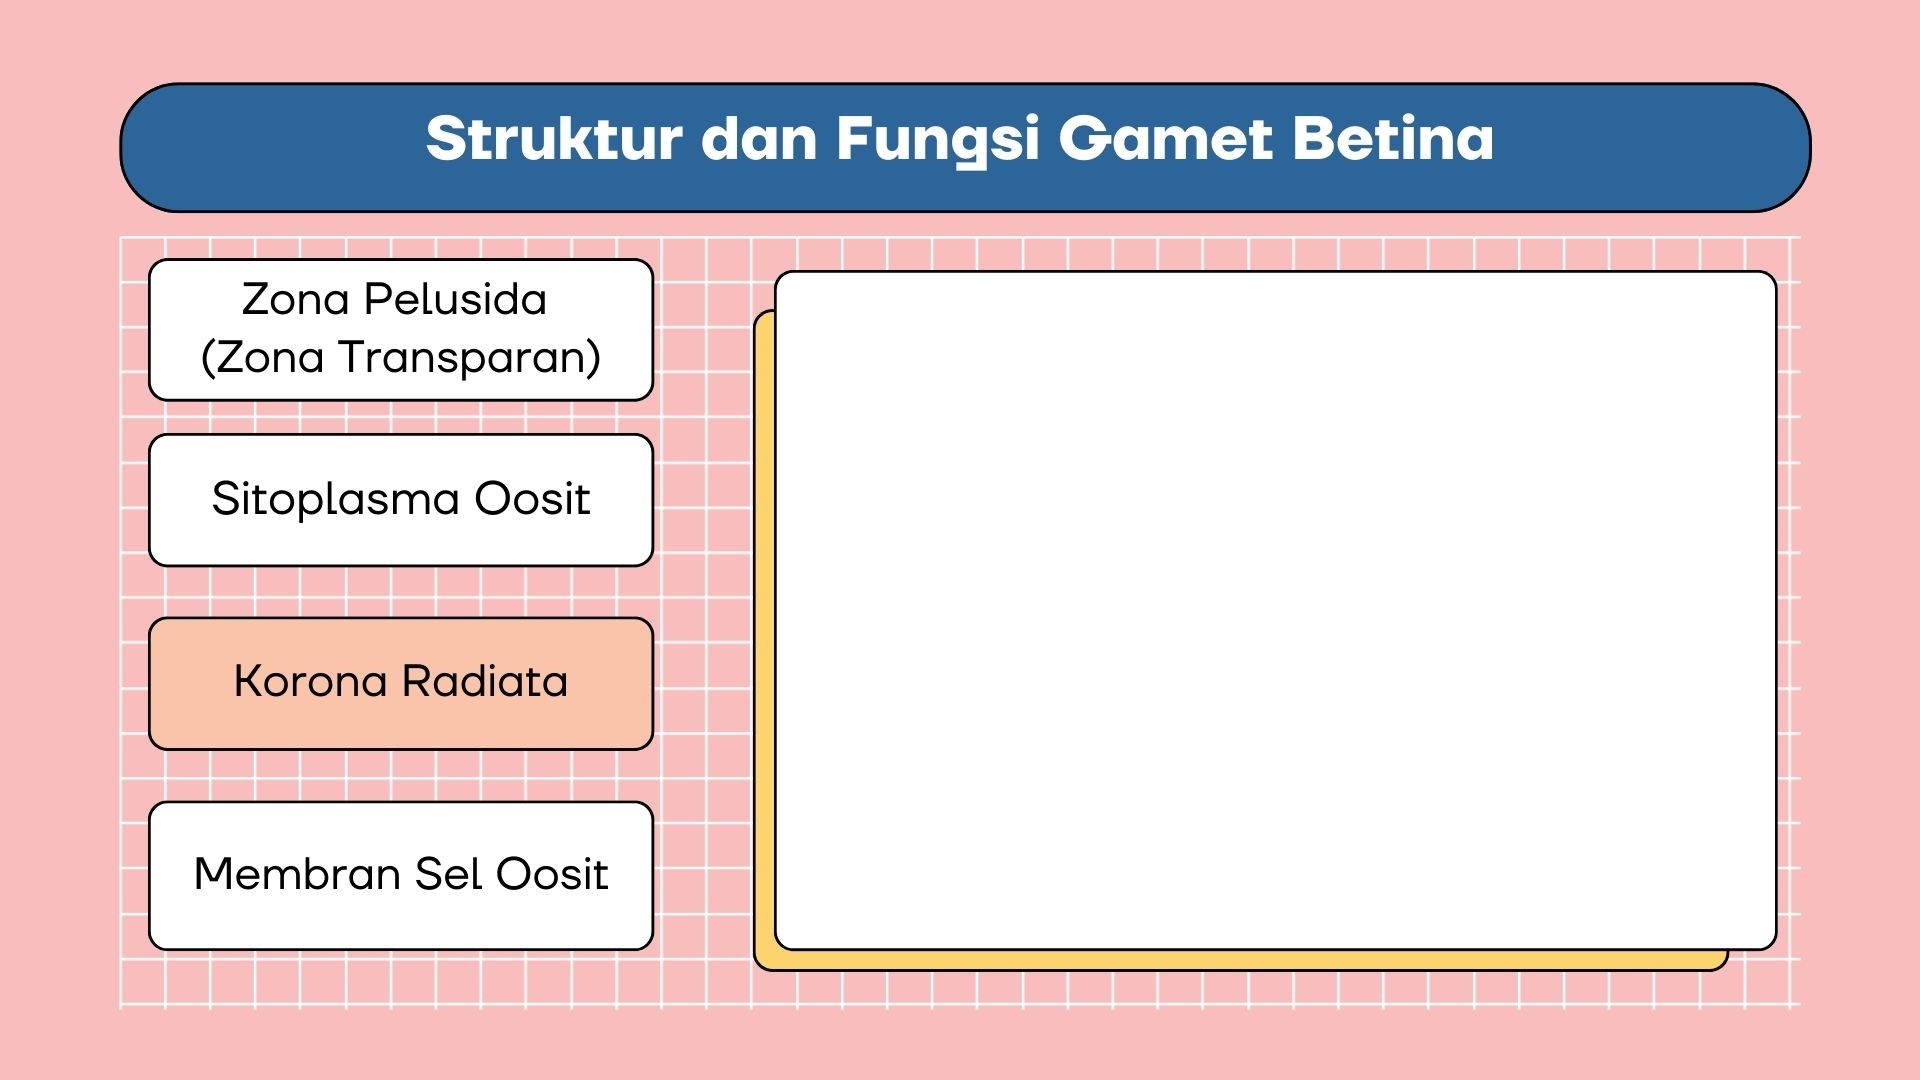 Struktur dan Fungsi Gamet Betina
Zona Pelusida
(Zona Transparan)
Sitoplasma Oosit
Korona Radiata
Membran Sel Oosit